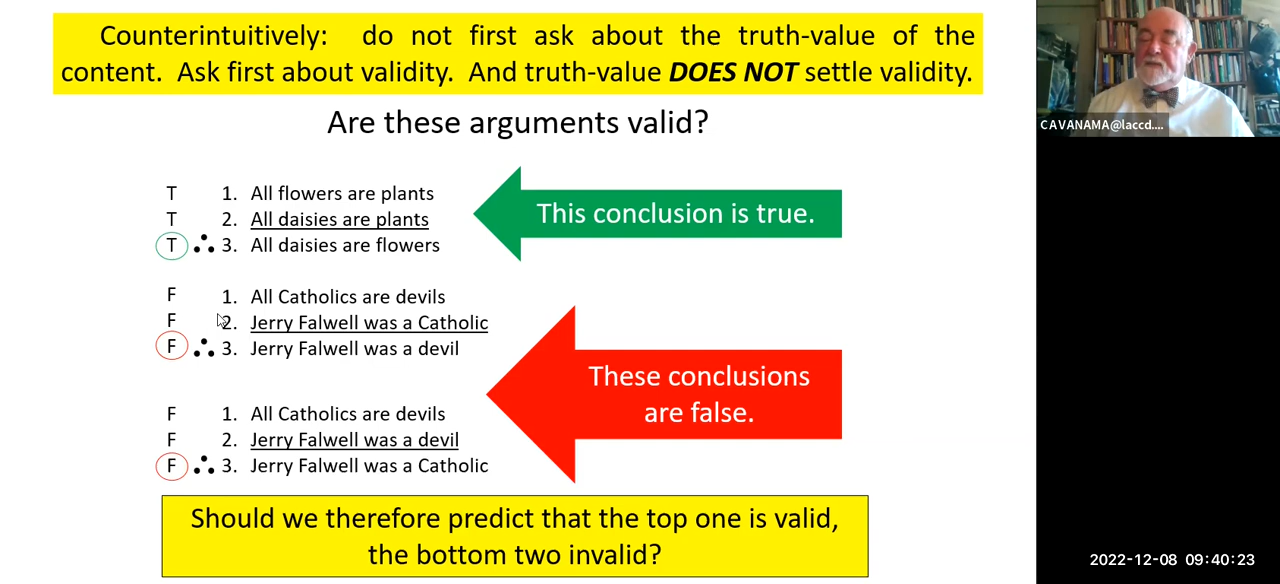 Counterintuitively: do not first ask about the truth-value of the
content. Ask first about validity. And truth-value DOES NOT settle validity.
CAVANAMA@laccd....
Are these arguments valid?
T 1. All flowers are plants
T 2. All daisies are plants
T ∴ 3. All daisies are flowers
This conclusion is true.
F 1. All Catholics are devils
F 2. Jerry Falwell was a Catholic
F ∴ 3. Jerry Falwell was a devil
These conclusions
are false.
F 1. All Catholics are devils
F 2. Jerry Falwell was a devil
F ∴ 3. Jerry Falwell was a Catholic
Should we therefore predict that the top one is valid,
the bottom two invalid?
2022-12-08 09:40:23